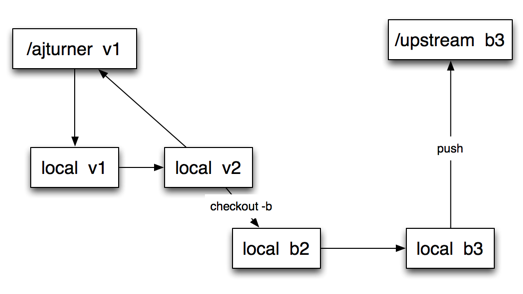 /ajturner v1
/upstream b3
push
local v1
local v2
checkout -b
local b2
local b3